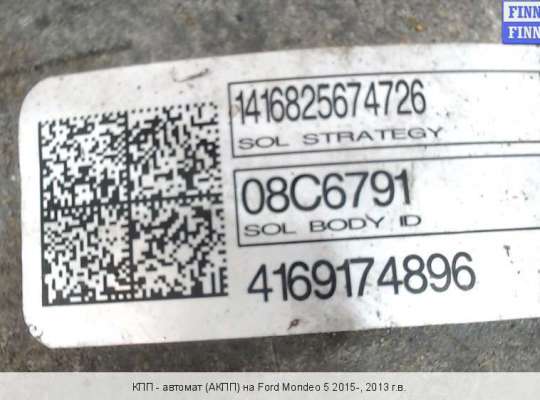 FINN
FINN
1416825674726
SOL STRATEGY
08C6791
SOL BODY ID
4169174896
КПП - автомат (АКПП) на Ford Mondeo 5 2015-, 2013 г.в.